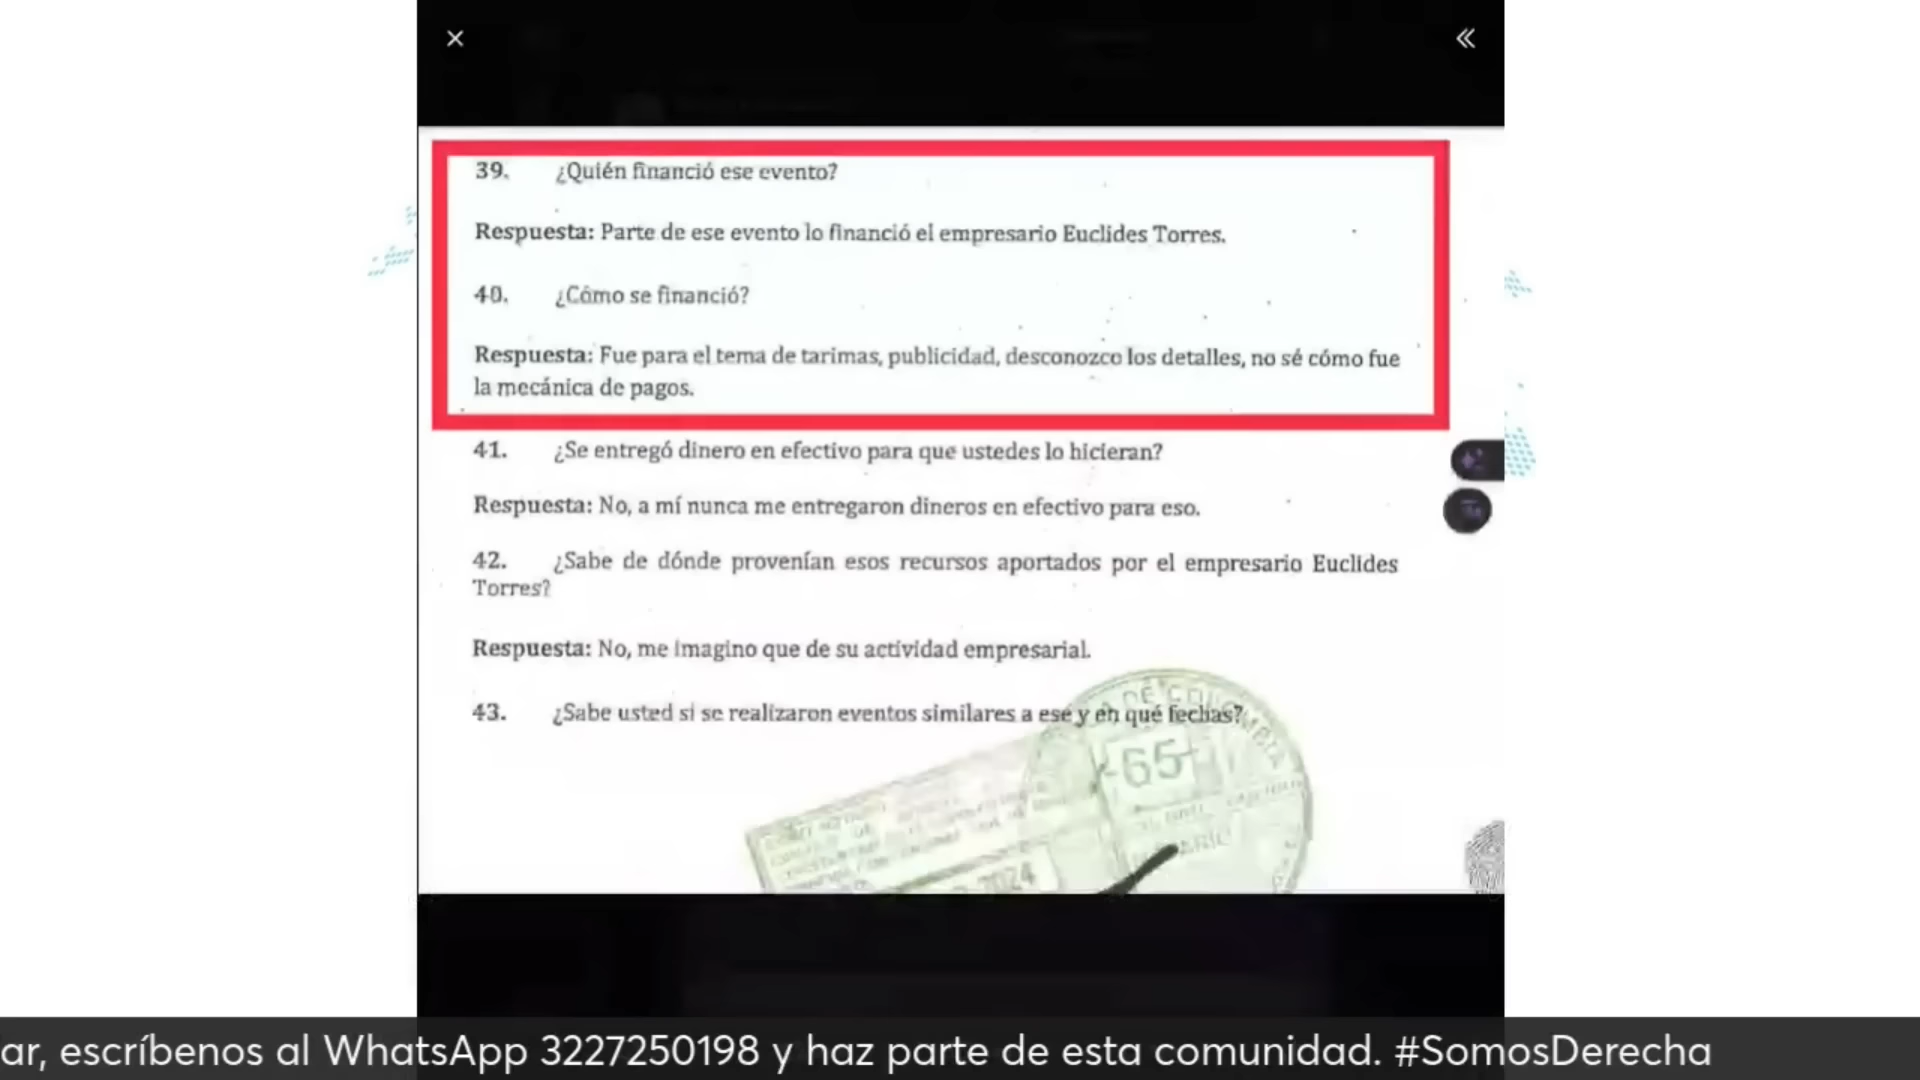 39. ¿Quién financió ese evento?
Respuesta: Parte de ese evento lo financió el empresario Euclides Torres.
40. ¿Cómo se financió?
Respuesta: Fue para el tema de tarimas, publicidad, desconozco los detalles, no sé cómo fue
la mecánica de pagos.
41. ¿Se entregó dinero en efectivo para que ustedes lo hicieran?
Respuesta: No, a mí nunca me entregaron dineros en efectivo para eso.
42. ¿Sabe de dónde provenían esos recursos aportados por el empresario Euclides
Torres?
Respuesta: No, me imagino que de su actividad empresarial.
43. ¿Sabe usted si se realizaron eventos similares a ese y en qué fechas?
DE COLOMBIA
65
2024
ar, escríbenos al WhatsApp 3227250198 y haz parte de esta comunidad. #SomosDerecha